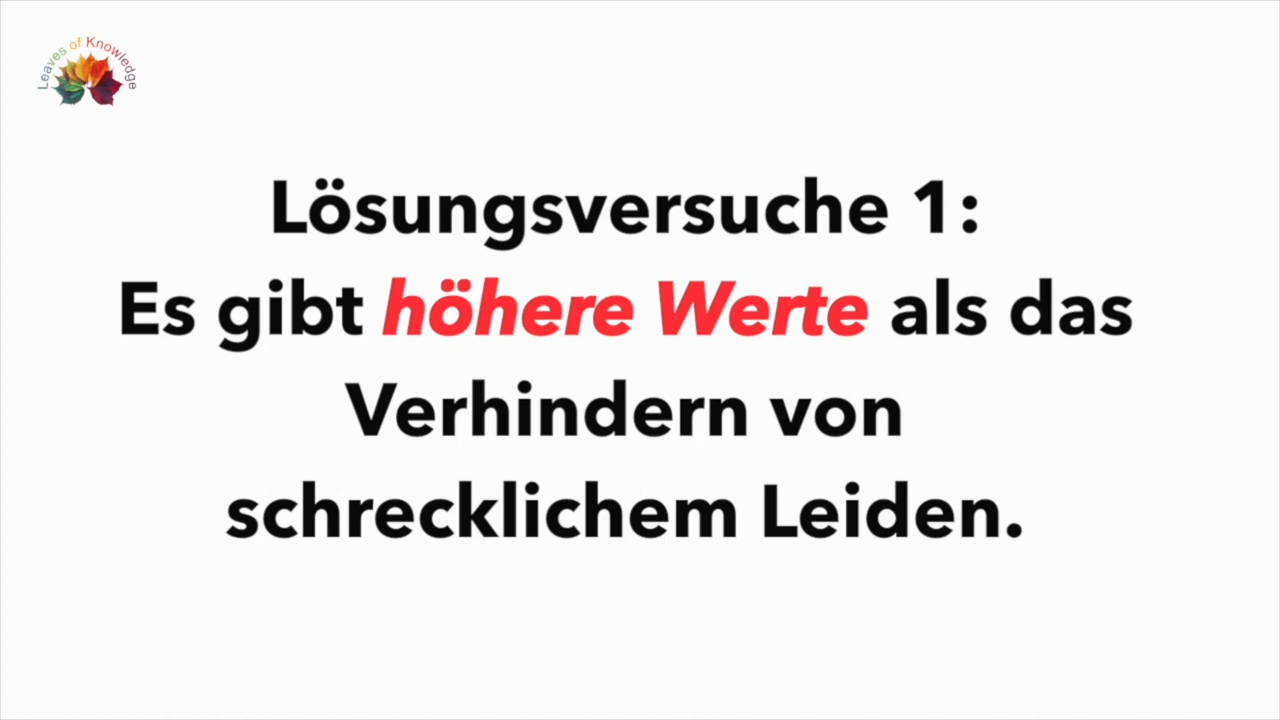 Leaves of Knowledge
Lösungsversuche 1:
Es gibt höhere Werte als das
Verhindern von
schrecklichem Leiden.